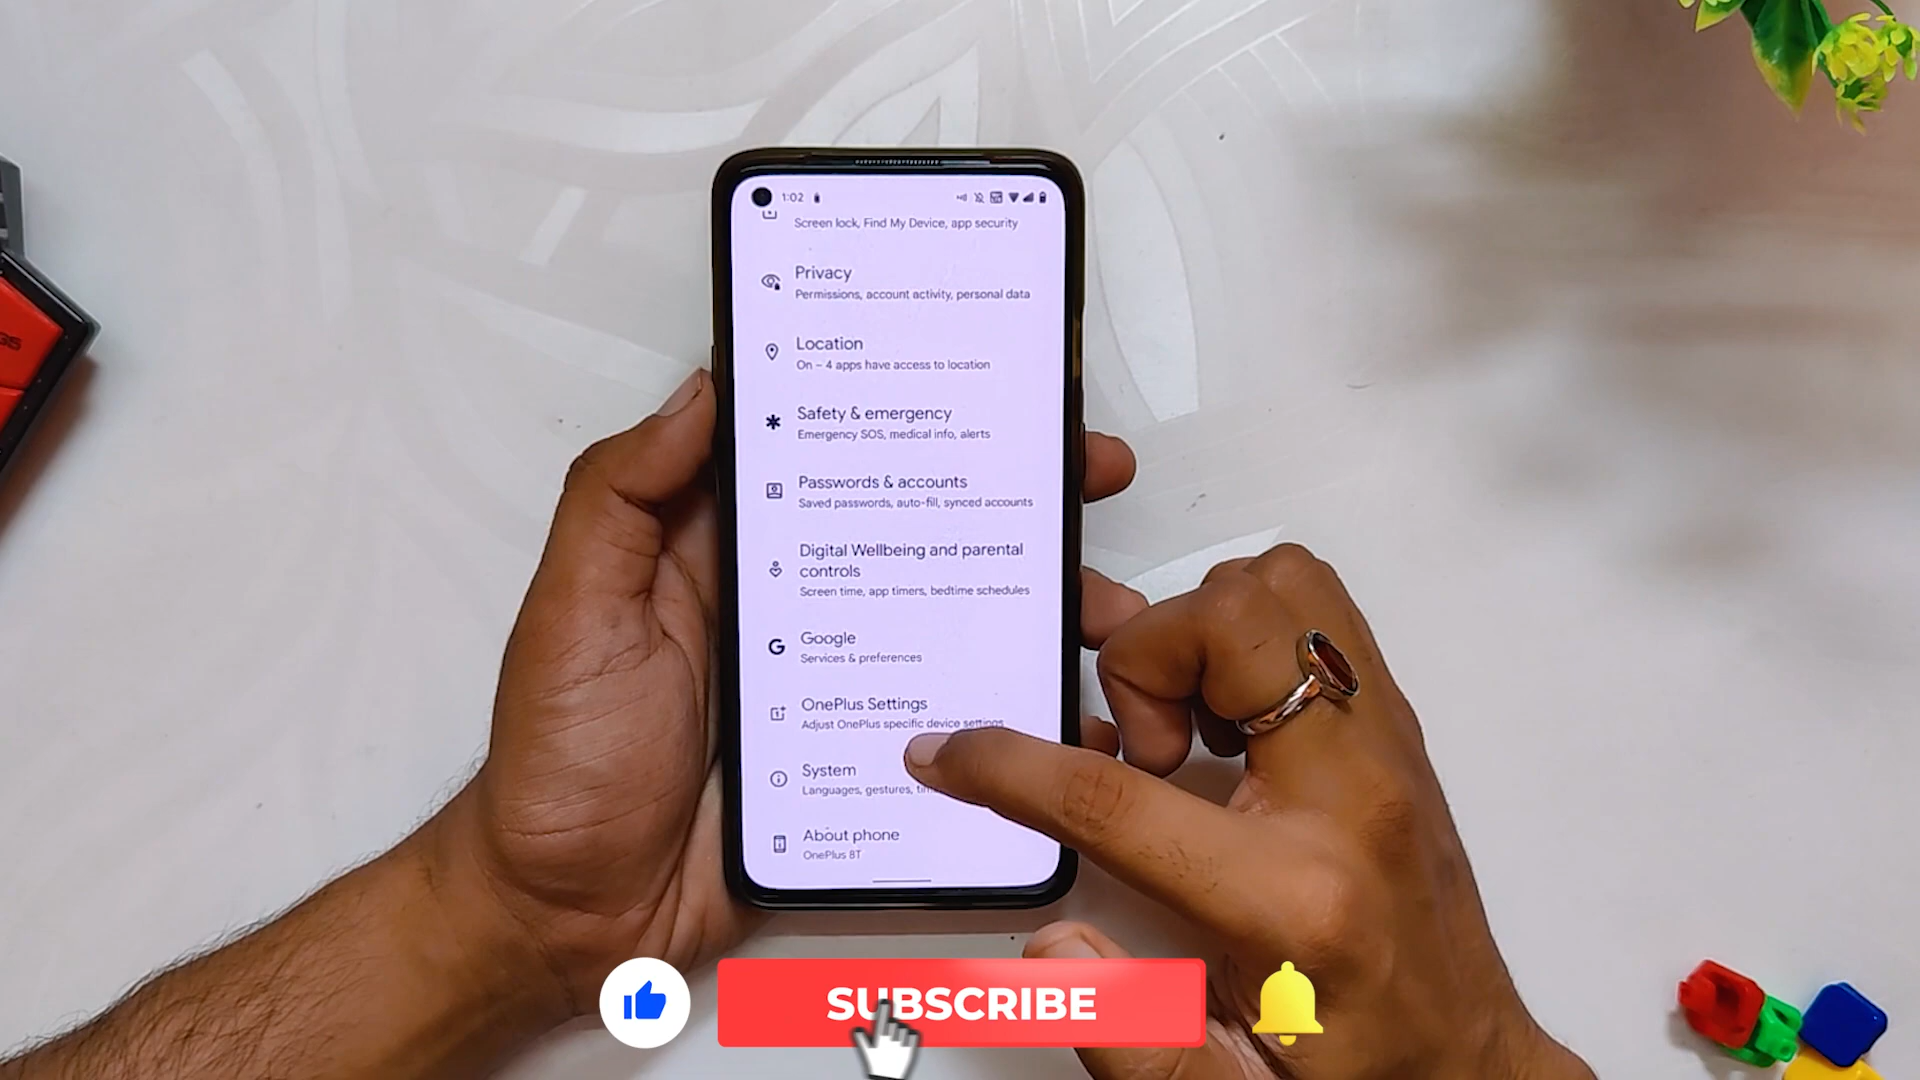 1:02
Screen lock, Find My Device, app security
Privacy
Permissions, account activity, personal data
Location
On – 4 apps have access to location
Safety & emergency
Emergency SOS, medical info, alerts
Passwords & accounts
Saved passwords, auto-fill, synced accounts
Digital Wellbeing and parental
controls
Screen time, app timers, bedtime schedules
Google
Services & preferences
OnePlus Settings
Adjust OnePlus specific device settings
System
Languages, gestures,
About phone
OnePlus 8T
SUBSCRIBE